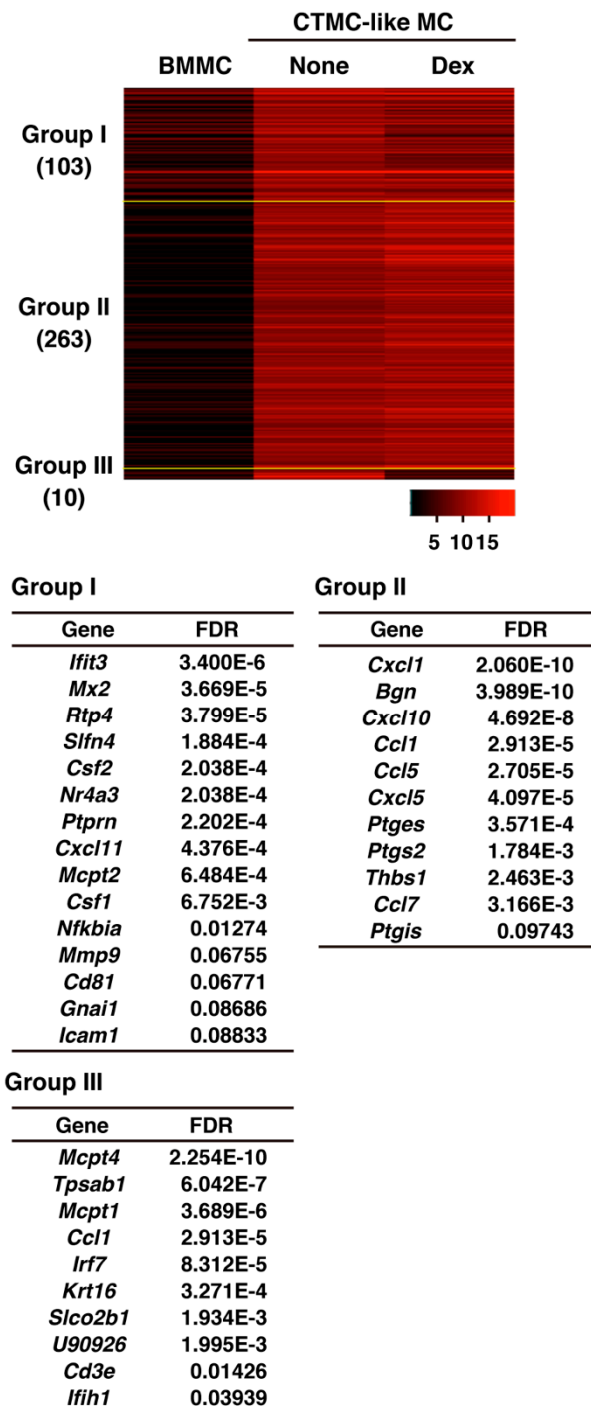 CTMC-like MC
BMMC None Dex
Group I
(103)
Group II
(263)
Group III
(10)
5 10 15
Group I
Gene FDR
Ifit3 3.400E-6
Mx2 3.669E-5
Rtp4 3.799E-5
Slfn4 1.884E-4
Csf2 2.038E-4
Nr4a3 2.038E-4
Ptprn 2.202E-4
Cxcl11 4.376E-4
Mcpt2 6.484E-4
Csf1 6.752E-3
Nfkbia 0.01274
Mmp9 0.06755
Cd81 0.06771
Gnai1 0.08686
Icam1 0.08833
Group II
Gene FDR
Cxcl1 2.060E-10
Bgn 3.989E-10
Cxcl10 4.692E-8
Ccl1 2.913E-5
Ccl5 2.705E-5
Cxcl5 4.097E-5
Ptges 3.571E-4
Ptgs2 1.784E-3
Thbs1 2.463E-3
Ccl7 3.166E-3
Ptgis 0.09743
Group III
Gene FDR
Mcpt4 2.254E-10
Tpsab1 6.042E-7
Mcpt1 3.689E-6
Ccl1 2.913E-5
Irf7 8.312E-5
Krt16 3.271E-4
Slco2b1 1.934E-3
U90926 1.995E-3
Cd3e 0.01426
Ifih1 0.03939